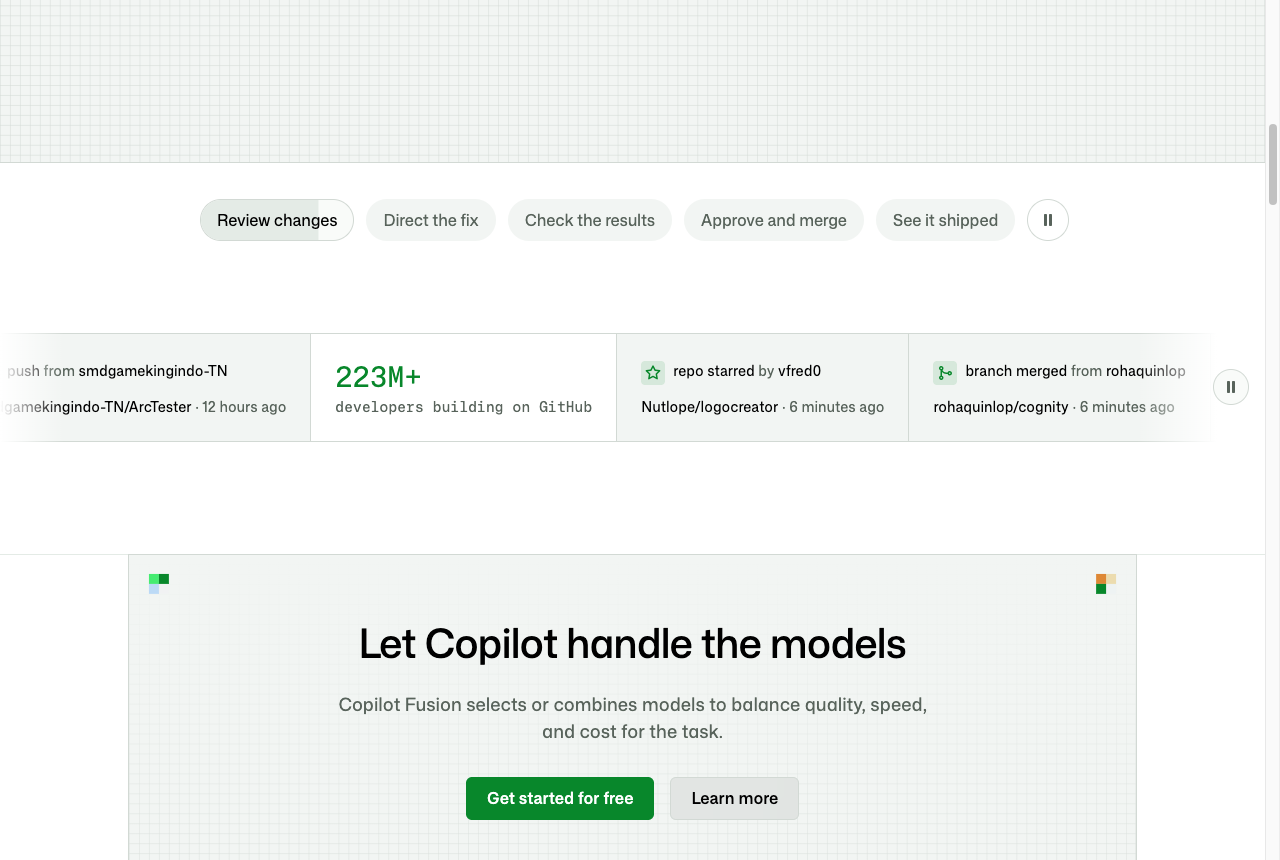 Review changes
Direct the fix
Check the results
Approve and merge
See it shipped
push from smdgamekingindo-TN
gamekingindo-TN/ArcTester · 12 hours ago
223M+
developers building on GitHub
repo starred by vfred0
Nutlope/logocreator · 6 minutes ago
branch merged from rohaquinlop
rohaquinlop/cognity · 6 minutes ago
Let Copilot handle the models
Copilot Fusion selects or combines models to balance quality, speed,
and cost for the task.
Get started for free
Learn more